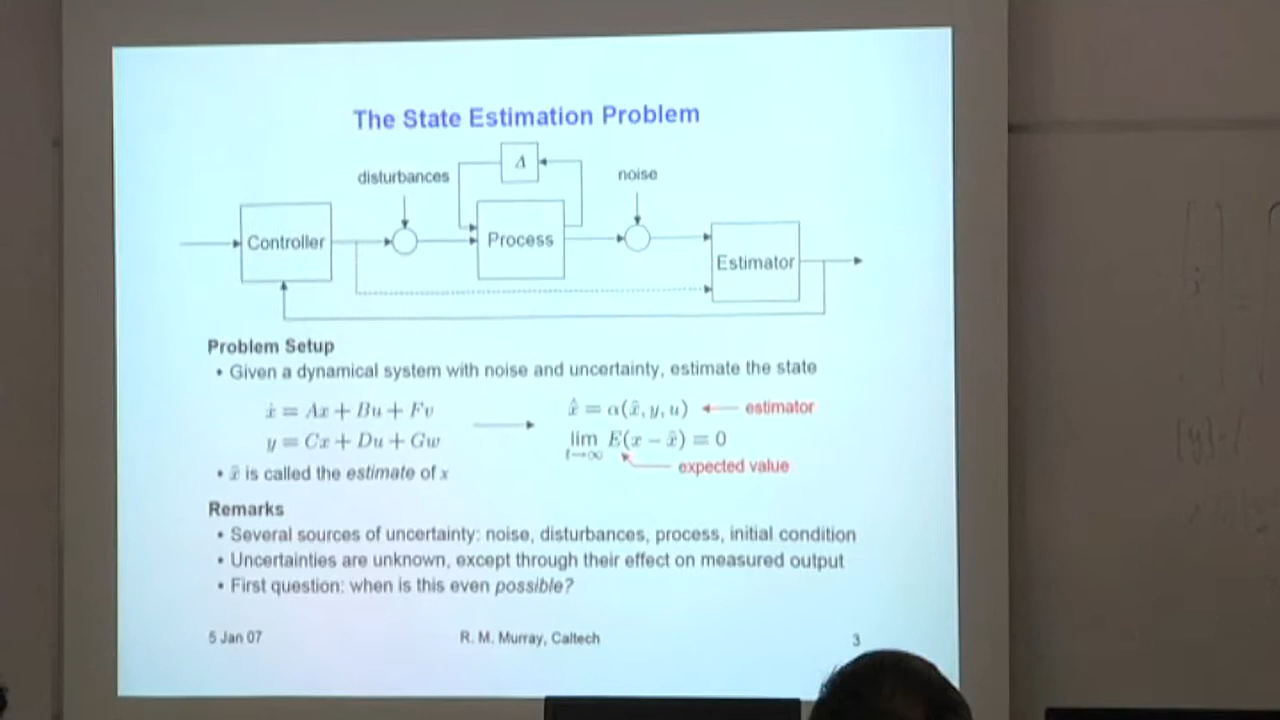 The State Estimation Problem
Λ
disturbances
noise
Controller
Process
Estimator
Problem Setup
• Given a dynamical system with noise and uncertainty, estimate the state
ẋ = Ax + Bu + Fv
y = Cx + Du + Gw
x̂̇ = α(x̂, y, u) estimator
lim E(x − x̂) = 0
t→∞
expected value
• x̂ is called the estimate of x
Remarks
• Several sources of uncertainty: noise, disturbances, process, initial condition
• Uncertainties are unknown, except through their effect on measured output
• First question: when is this even possible?
5 Jan 07 R. M. Murray, Caltech 3